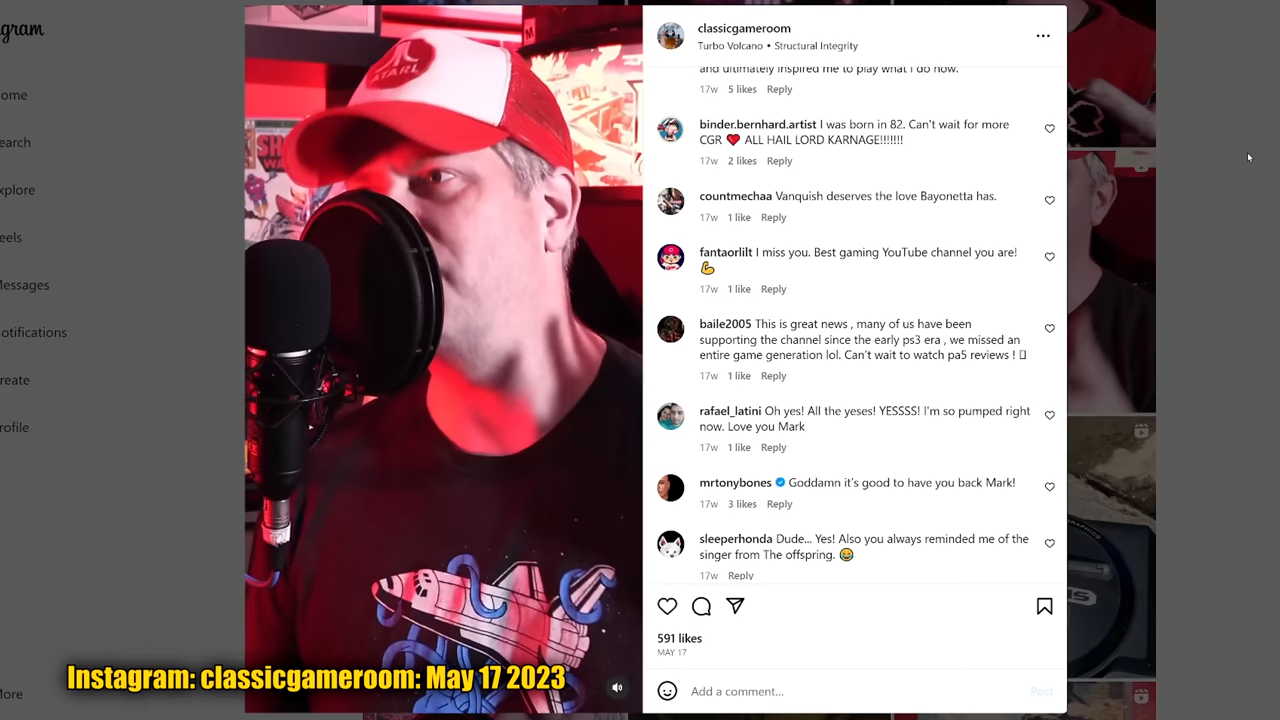 gram
classicgameroom
Turbo Volcano • Structural Integrity
and ultimately inspired me to play what I do now.
17w 5 likes Reply
binder.bernhard.artist I was born in 82. Can't wait for more
CGR ❤️ ALL HAIL LORD KARNAGE!!!!!!!
17w 2 likes Reply
countmechaa Vanquish deserves the love Bayonetta has.
17w 1 like Reply
fantaorlilt I miss you. Best gaming YouTube channel you are!
💪
17w 1 like Reply
baile2005 This is great news , many of us have been
supporting the channel since the early ps3 era , we missed an
entire game generation lol. Can't wait to watch pa5 reviews !
17w 1 like Reply
rafael_latini Oh yes! All the yeses! YESSSS! I'm so pumped right
now. Love you Mark
17w 1 like Reply
mrtonybones Goddamn it's good to have you back Mark!
17w 3 likes Reply
sleeperhonda Dude... Yes! Also you always reminded me of the
singer from The offspring. 😂
17w Reply
591 likes
MAY 17
Add a comment...
Post
ome
earch
xplore
eels
Messages
otifications
reate
rofile
More
ATARI
Instagram: classicgameroom: May 17 2023